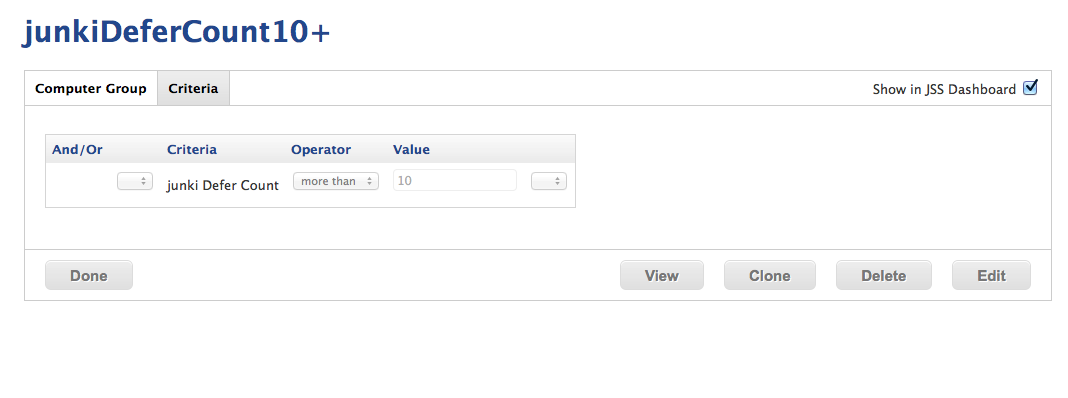 junkiDeferCount10+
Computer Group Criteria Show in JSS Dashboard
And/Or Criteria Operator Value
junki Defer Count more than 10
Done View Clone Delete Edit